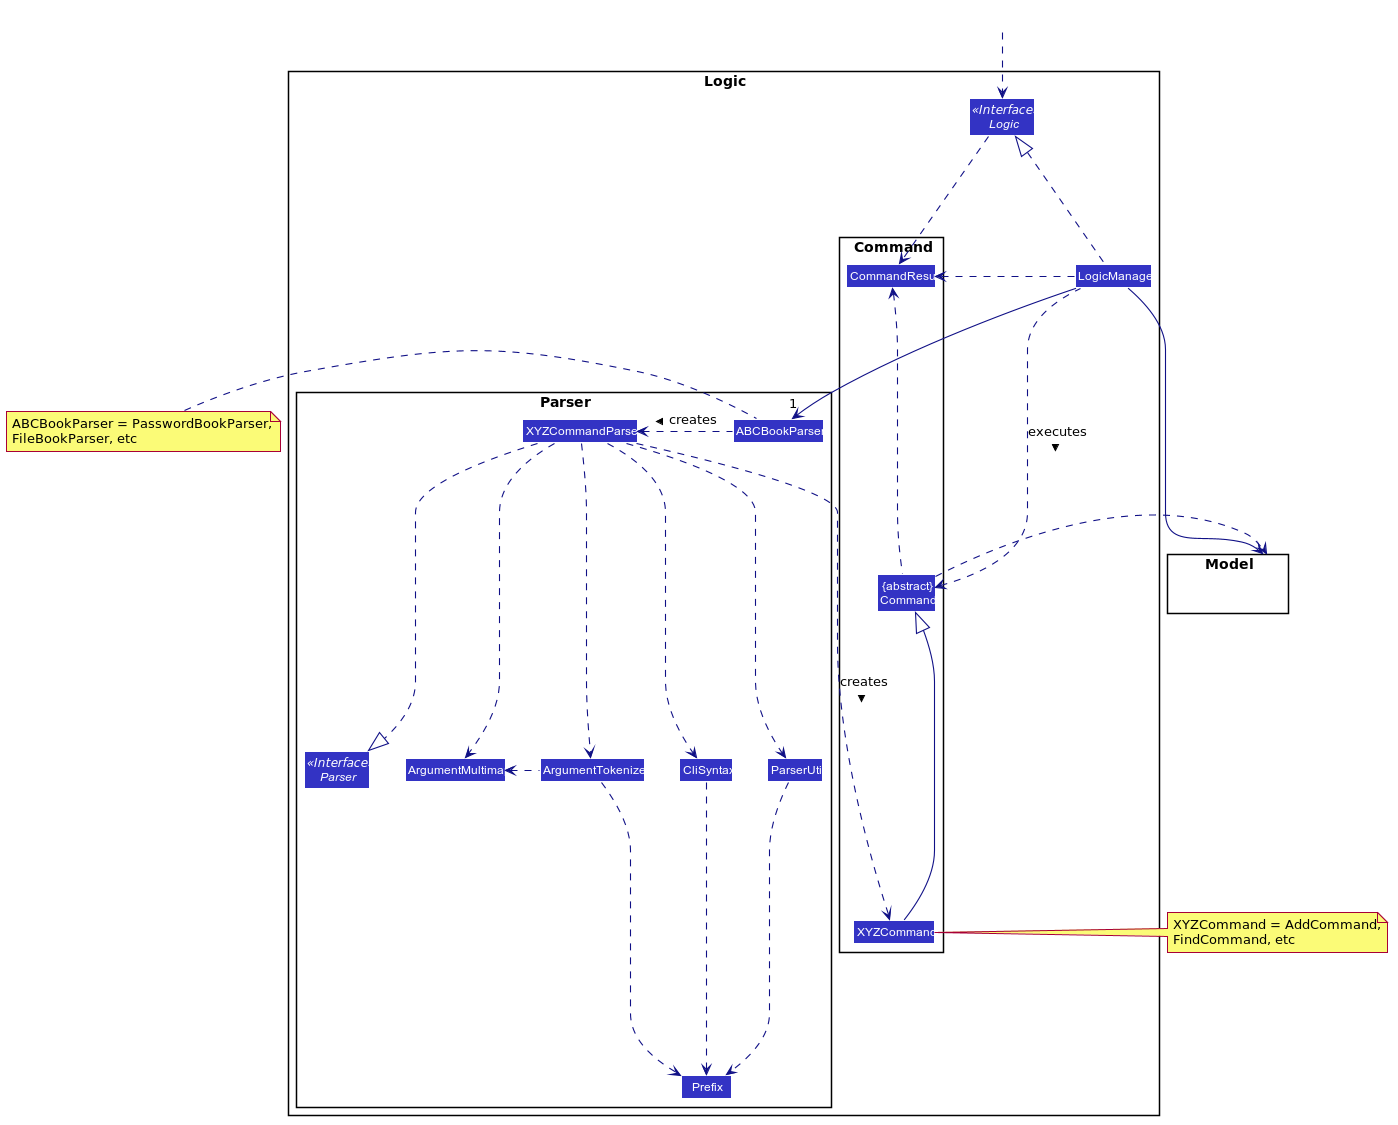 Logic
«Interface
Logic
Command
CommandResu
LogicManage
Parser
1
ABCBookParser = PasswordBookParser,
FileBookParser, etc
XYZCommandParse
creates
ABCBookParser
executes
Model
{abstract}
Command
creates
«Interface
Parser
ArgumentMultima
ArgumentTokenize
CliSyntax
ParserUti
XYZCommand
XYZCommand = AddCommand,
FindCommand, etc
Prefix